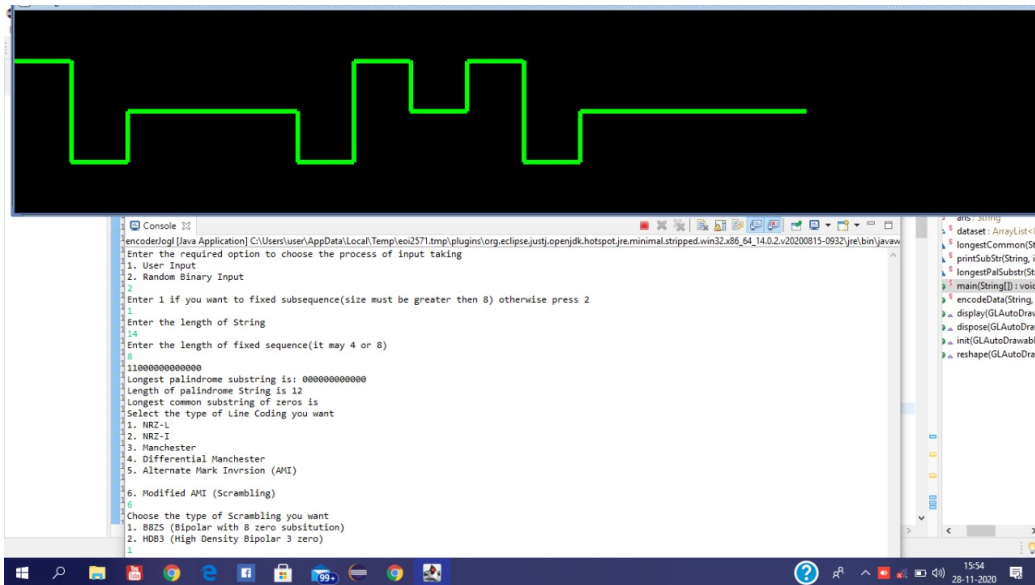 Console
encoderJogl [Java Application] C:\Users\user\AppData\Local\Temp\eoi2571.tmp\plugins\org.eclipse.justj.openjdk.hotspot.jre.minimal.stripped.win32.x86_64_14.0.2.v20200815-0932\jre\bin\javaw
Enter the required option to choose the process of input taking
1. User Input
2. Random Binary Input
2
Enter 1 if you want to fixed subsequence(size must be greater then 8) otherwise press 2
1
Enter the length of String
14
Enter the length of fixed sequence(it may 4 or 8)
8
11000000000000
Longest palindrome substring is: 000000000000
Length of palindrome String is 12
Longest common substring of zeros is
Select the type of Line Coding you want
1. NRZ-L
2. NRZ-I
3. Manchester
4. Differential Manchester
5. Alternate Mark Invrsion (AMI)
6. Modified AMI (Scrambling)
6
Choose the type of Scrambling you want
1. B8ZS (Bipolar with 8 zero subsitution)
2. HDB3 (High Density Bipolar 3 zero)
1
ans : String
dataset : ArrayList<
longestCommon(St
printSubStr(String, i
longestPalSubstr(Str
main(String[]) : void
encodeData(String,
display(GLAutoDraw
dispose(GLAutoDra
init(GLAutoDrawabl
reshape(GLAutoDra
99+
15:54
28-11-2020